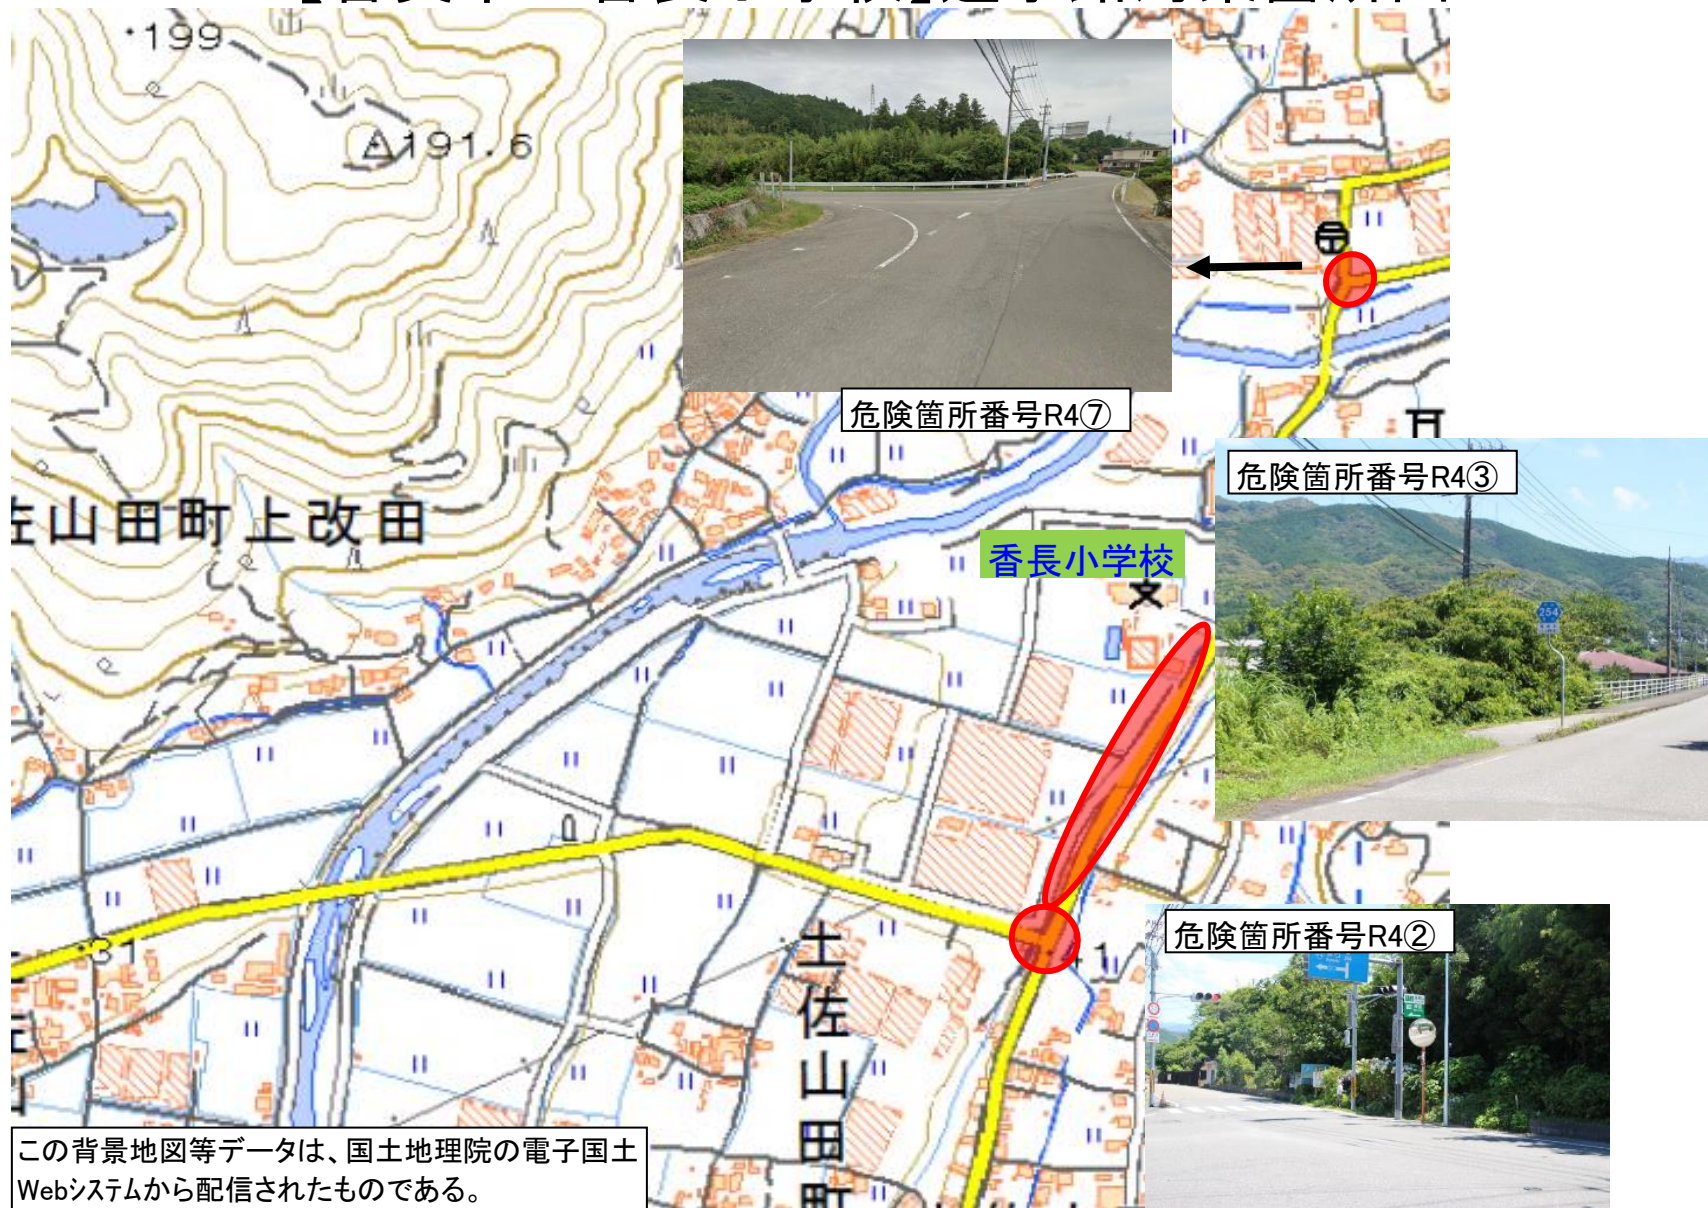 199
191.6
危険箇所番号R4⑦
危険箇所番号R4③
254
佐山田町上改田
香長小学校
文
危険箇所番号R4②
31
土佐山田町
この背景地図等データは、国土地理院の電子国土
Webシステムから配信されたものである。